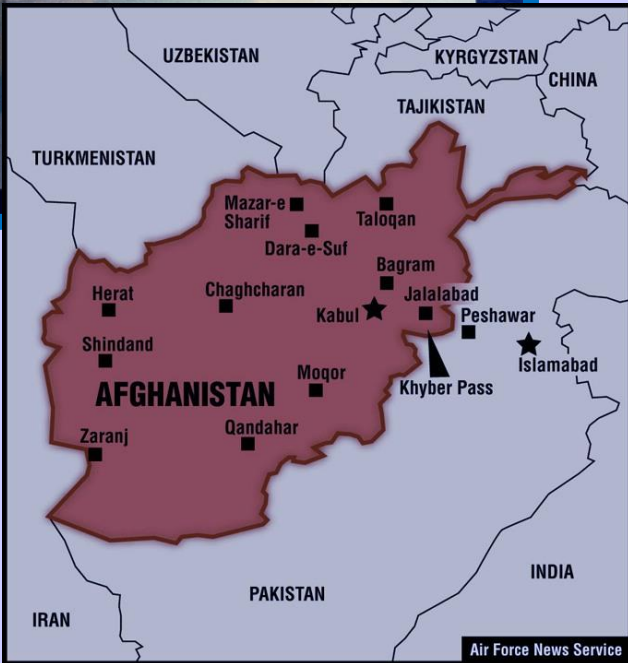 UZBEKISTAN
KYRGYZSTAN
CHINA
TAJIKISTAN
TURKMENISTAN
Mazar-e
Sharif
Taloqan
Dara-e-Suf
Bagram
Herat
Chaghcharan
Jalalabad
Kabul
Peshawar
Shindand
Islamabad
Moqor
Khyber Pass
AFGHANISTAN
Zaranj
Qandahar
INDIA
PAKISTAN
IRAN
Air Force News Service